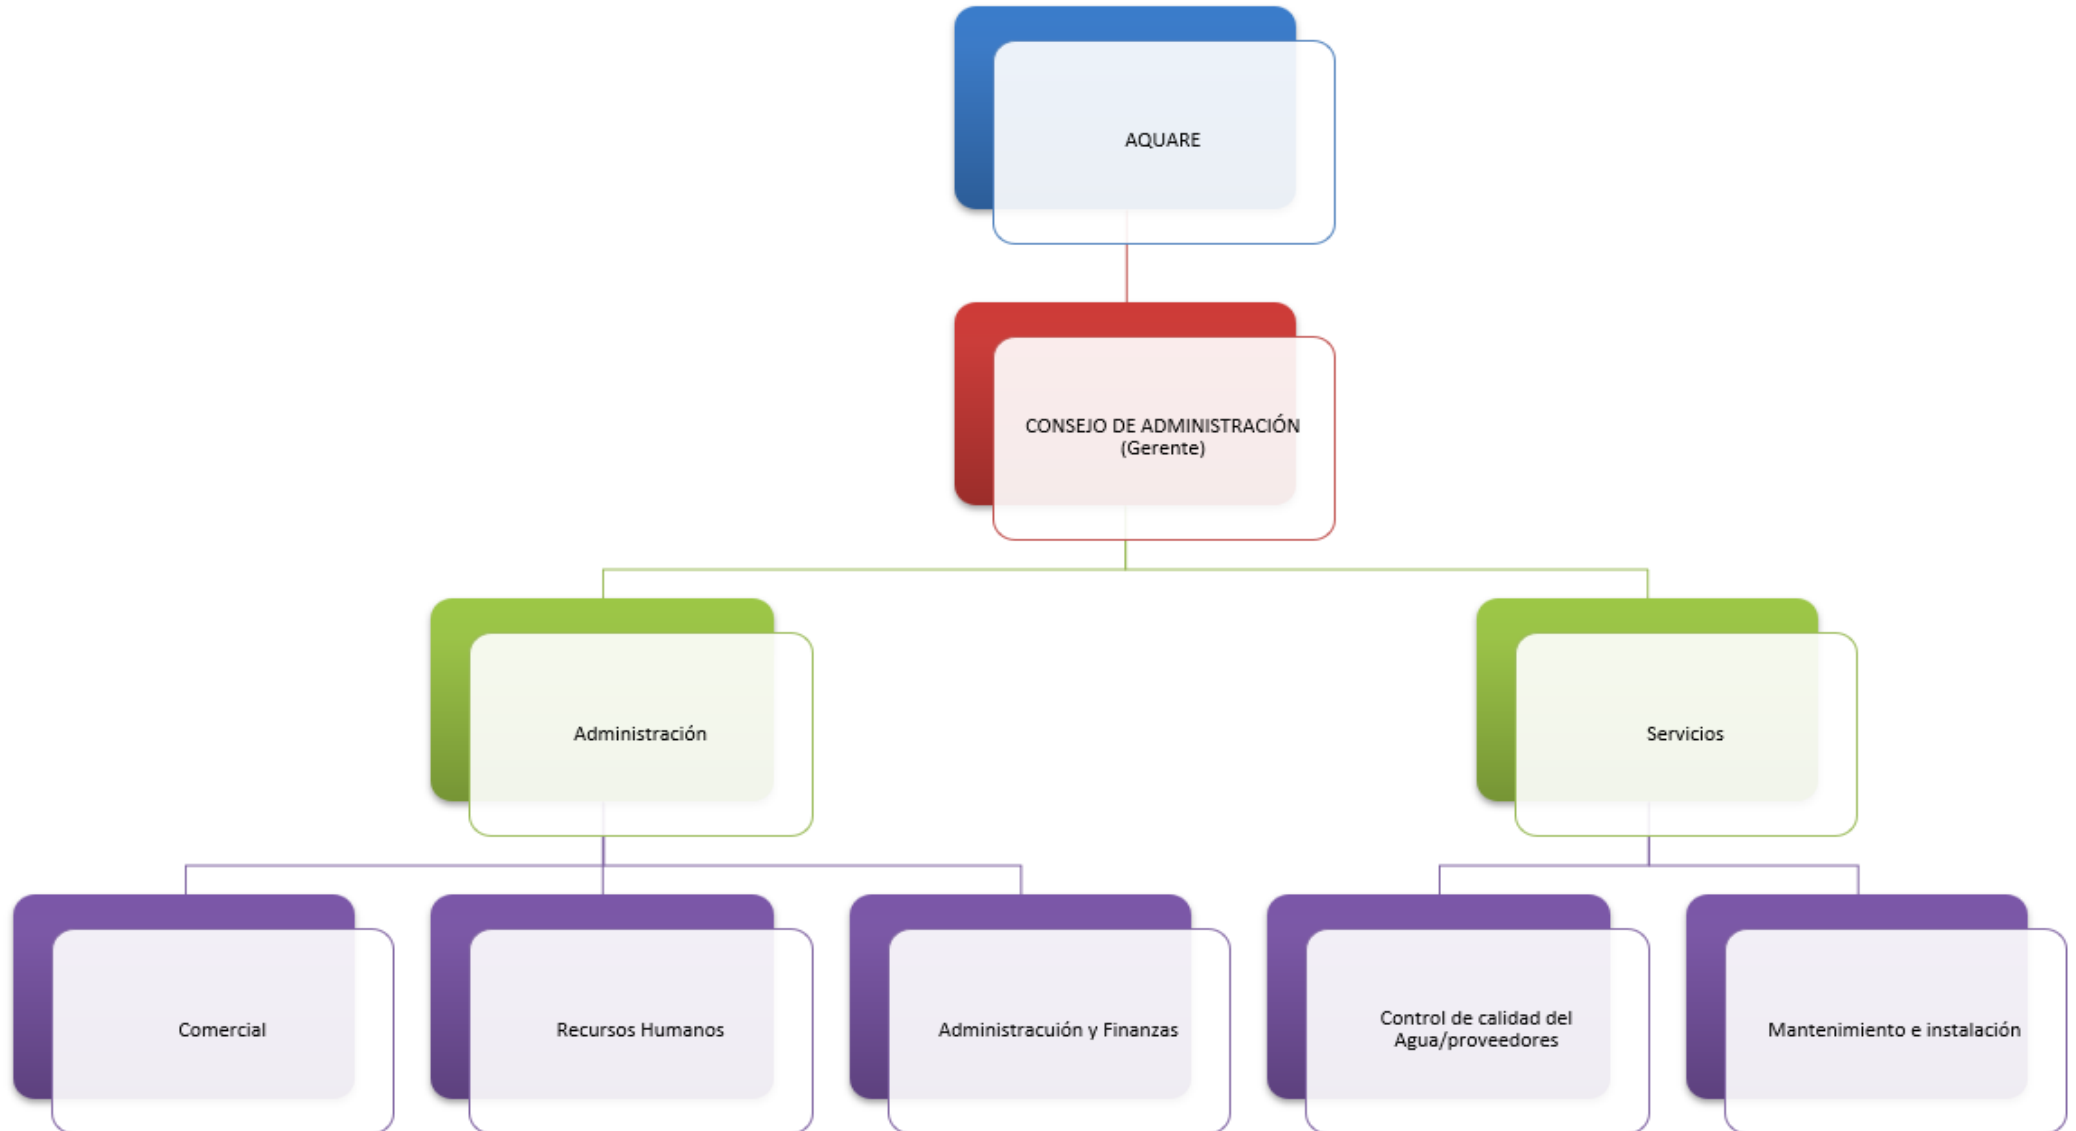 AQUARE
CONSEJO DE ADMINISTRACIÓN
(Gerente)
Administración
Servicios
Comercial
Recursos Humanos
Administracuión y Finanzas
Control de calidad del
Agua/proveedores
Mantenimiento e instalación